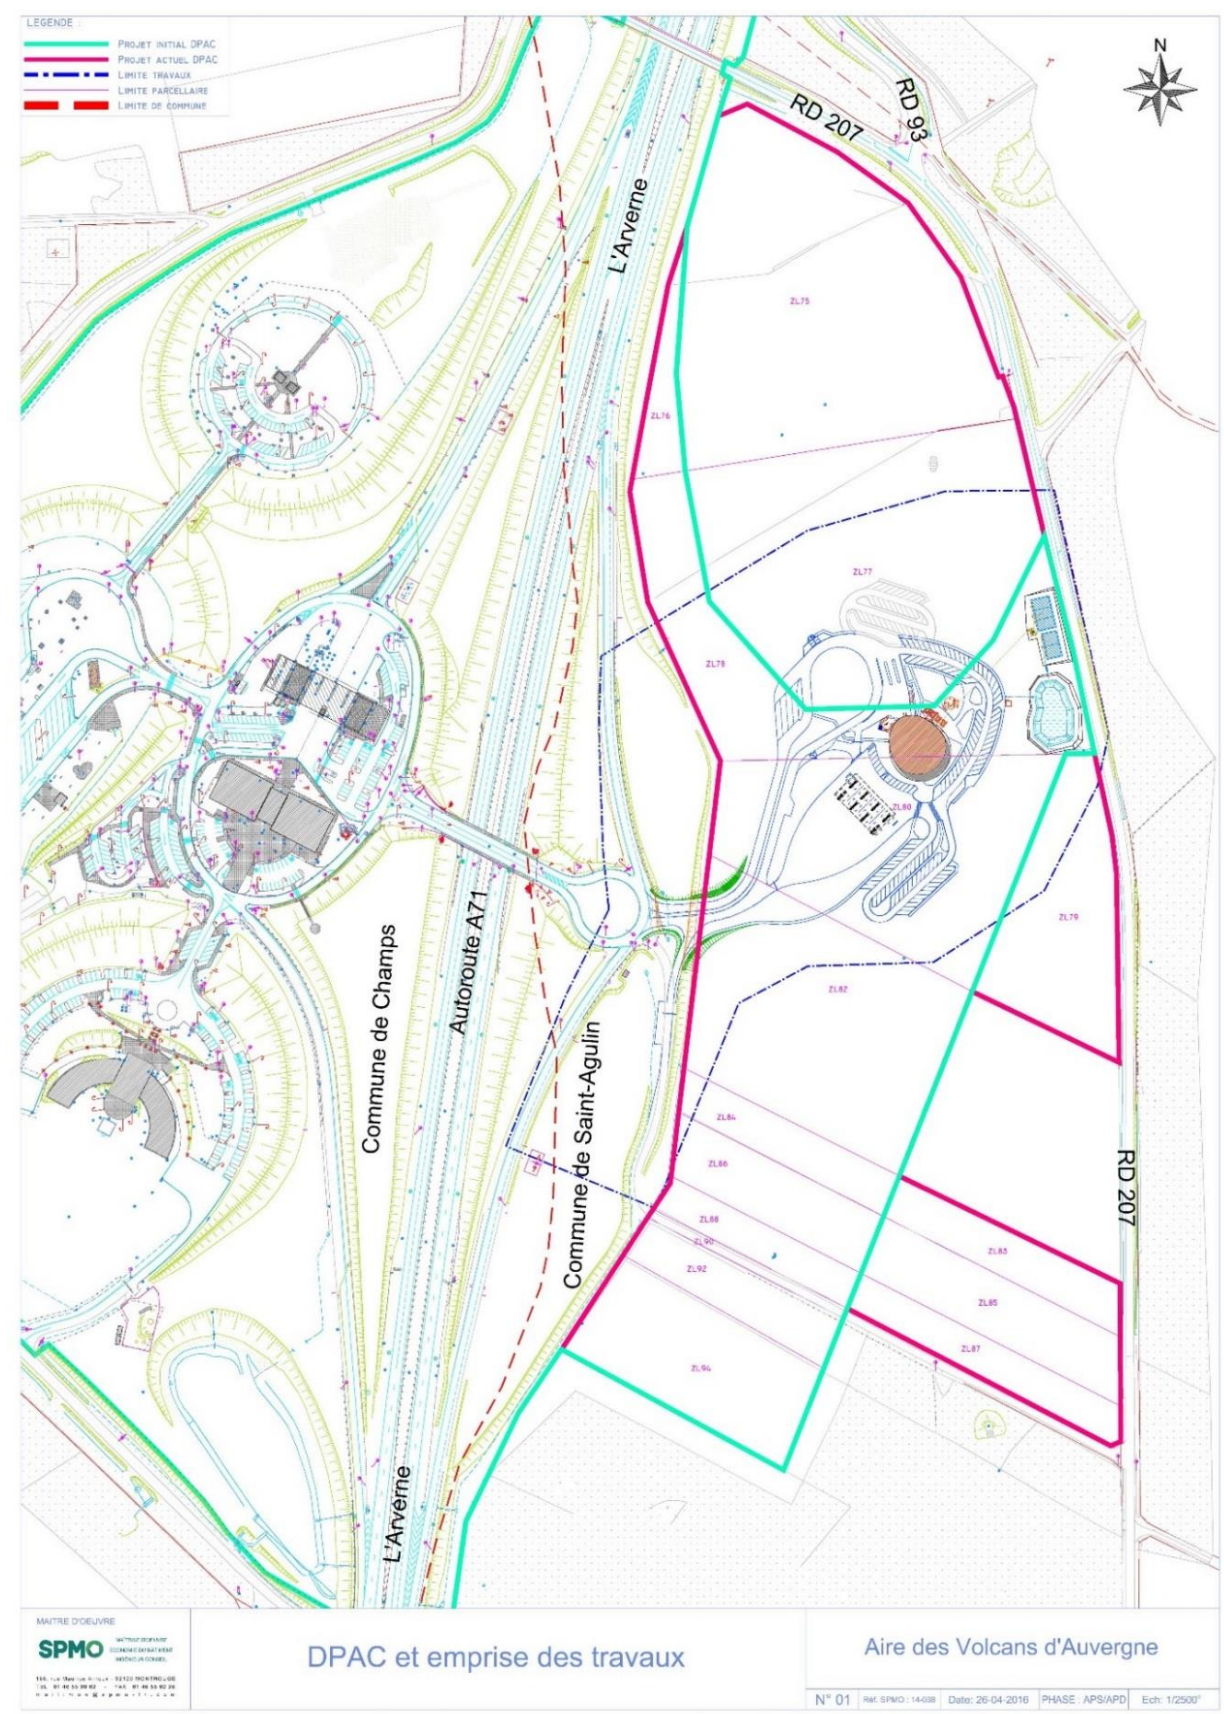 LEGENDE :
PROJET INITIAL DPAC
PROJET ACTUEL DPAC
LIMITE TRAVAUX
LIMITE PARCELLAIRE
LIMITE DE COMMUNE
N
RD 207
RD 93
L'Arverne
ZL75
ZL76
ZL77
ZL78
ZL80
ZL79
ZL82
Autoroute A71
Commune de Champs
Commune de Saint-Agulin
ZL84
ZL86
ZL88
ZL90
ZL92
ZL94
ZL83
ZL85
ZL87
RD 207
L'Arverne
MAITRE D'OEUVRE
SPMO
DPAC et emprise des travaux
Aire des Volcans d'Auvergne
N° 01
Réf. SPMO : 14-038
Date: 26-04-2016
PHASE : APS/APD
Ech: 1/2500°